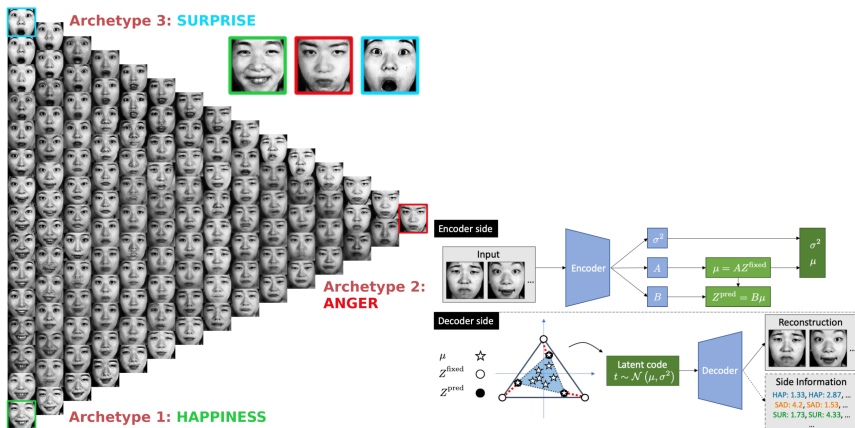 Archetype 3: SURPRISE
Archetype 2:
ANGER
Archetype 1: HAPPINESS
Encoder side
Input
...
Encoder
σ²
A
B
μ = AZ^fixed
Z^pred = Bμ
σ²
μ
Decoder side
μ
Z^fixed
Z^pred
Latent code
t ∼ N (μ, σ²)
Decoder
Reconstruction
...
Side Information
HAP: 1.33, HAP: 2.87, ...
SAD: 4.2, SAD: 1.53, ...
SUR: 1.73, SUR: 4.33, ...
...